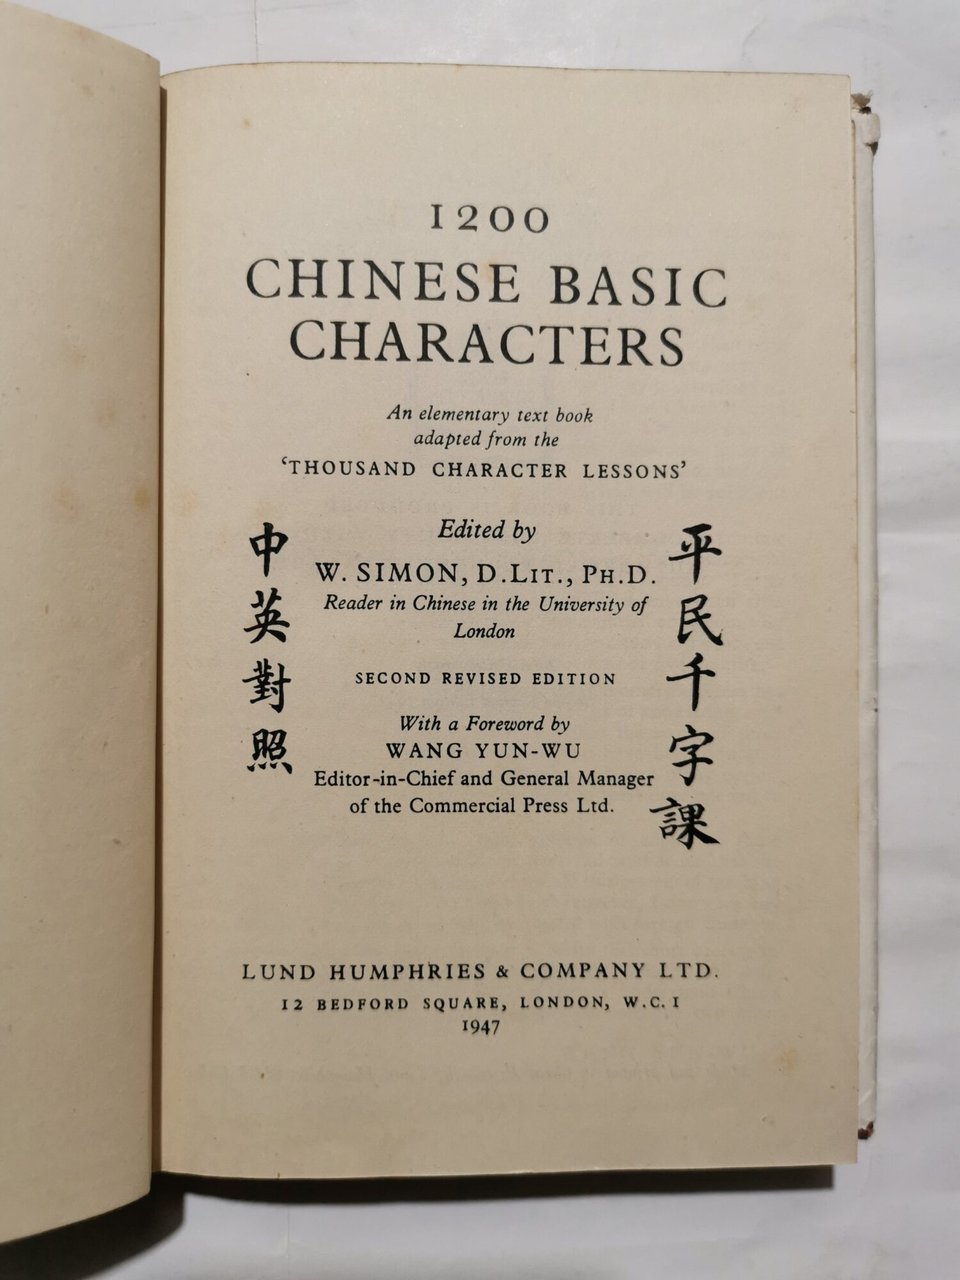 1200
CHINESE BASIC
CHARACTERS
An elementary text book
adapted from the
‘THOUSAND CHARACTER LESSONS’
Edited by
W. SIMON, D.LIT., PH.D.
Reader in Chinese in the University of
London
SECOND REVISED EDITION
With a Foreword by
WANG YUN-WU
Editor-in-Chief and General Manager
of the Commercial Press Ltd.
平民千字課
中英對照
LUND HUMPHRIES & COMPANY LTD.
12 BEDFORD SQUARE, LONDON, W.C.1
1947